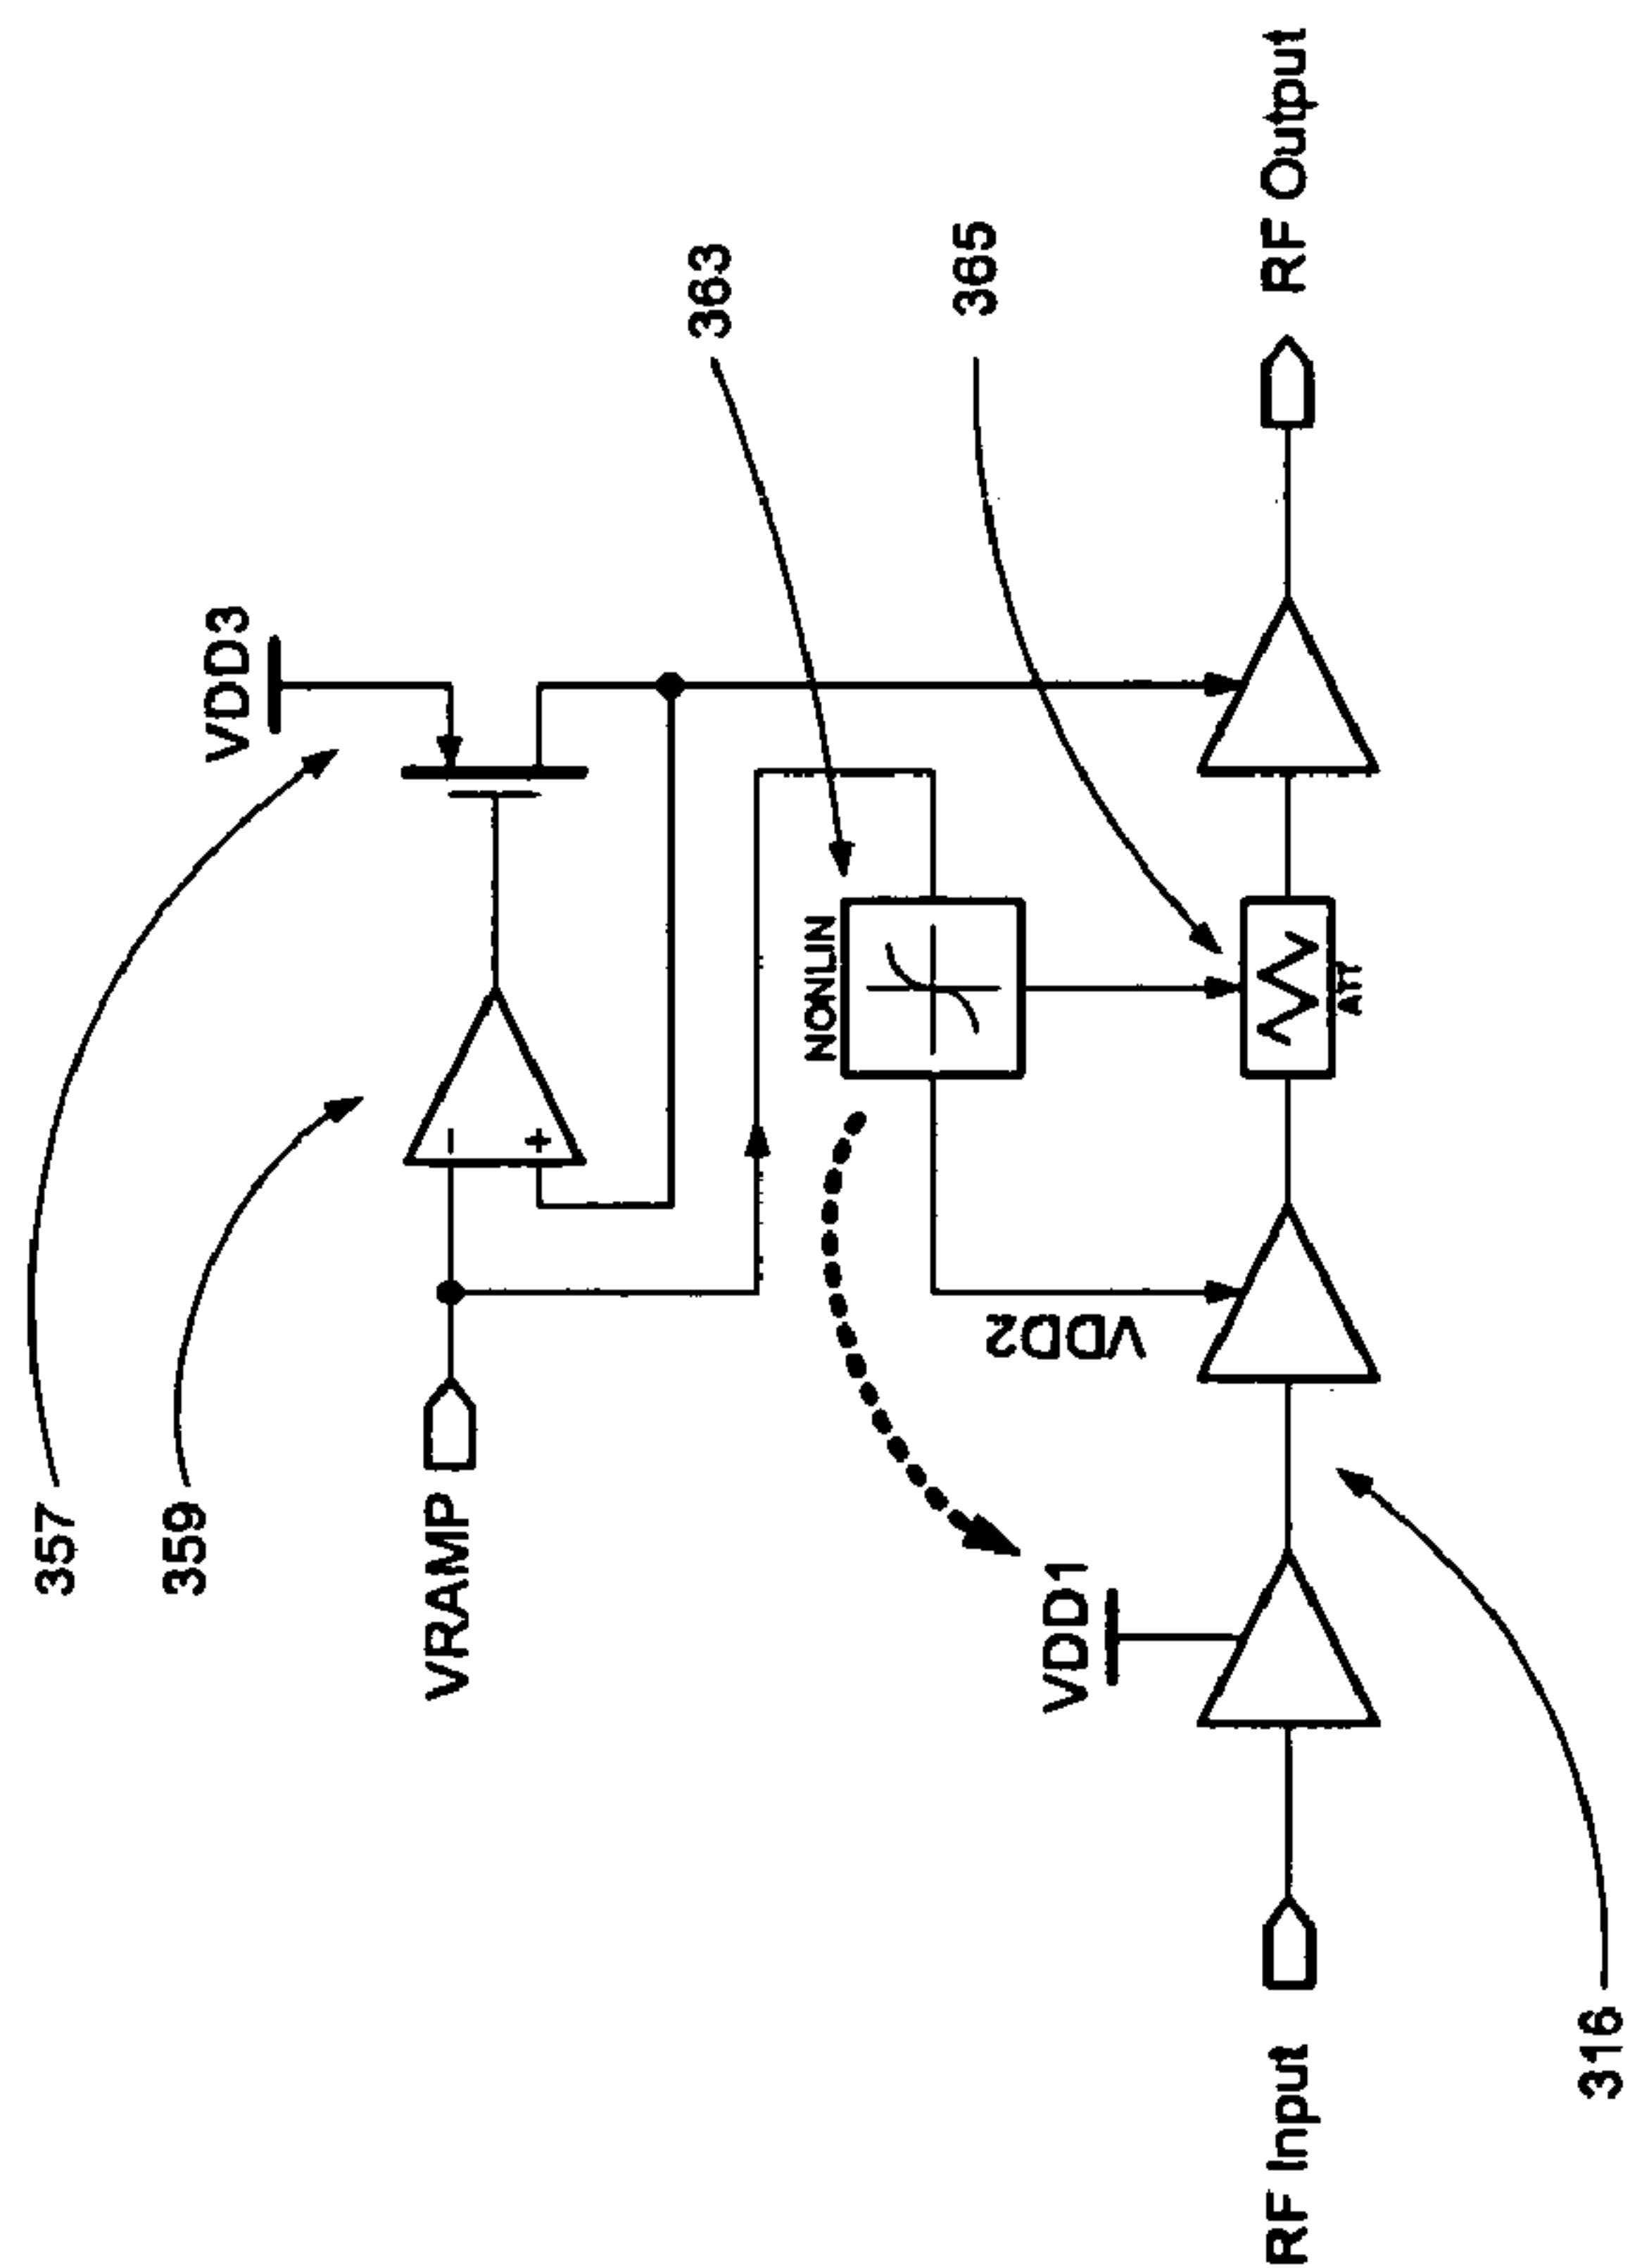 357
359
VDD3
VRAMP
−
+
363
NONLIN
365
VDD2
VDD1
ATT
RF Input
RF Output
316